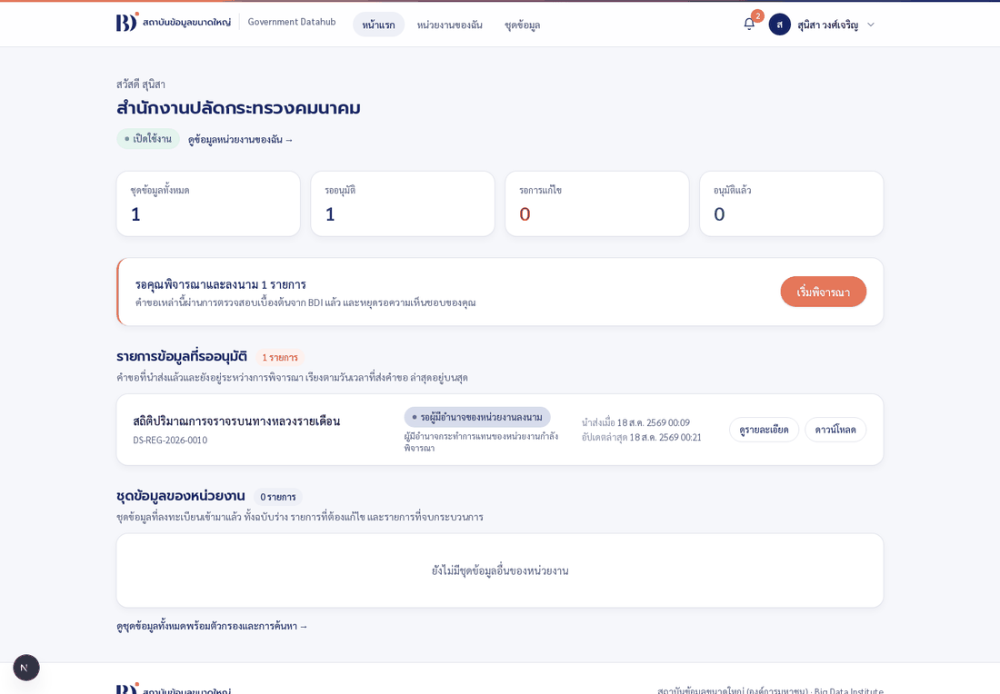 BD สถาบันข้อมูลขนาดใหญ่ Government Datahub หน้าแรก หน่วยงานของฉัน ชุดข้อมูล 2 ส สุนิสา วงศ์เจริญ
สวัสดี สุนิสา
สำนักงานปลัดกระทรวงคมนาคม
เปิดใช้งาน ดูข้อมูลหน่วยงานของฉัน →
ชุดข้อมูลทั้งหมด รออนุมัติ รอการแก้ไข อนุมัติแล้ว
1 1 0 0
รอคุณพิจารณาและลงนาม 1 รายการ
คำขอเหล่านี้ผ่านการตรวจสอบเบื้องต้นจาก BDI แล้ว และหยุดรอความเห็นชอบของคุณ
เริ่มพิจารณา
รายการข้อมูลที่รออนุมัติ 1 รายการ
คำขอที่นำส่งแล้วและยังอยู่ระหว่างการพิจารณา เรียงตามวันเวลาที่ส่งคำขอ ล่าสุดอยู่บนสุด
สถิติปริมาณการจราจรบนทางหลวงรายเดือน
DS-REG-2026-0010
รอผู้มีอำนาจของหน่วยงานลงนาม
ผู้มีอำนาจกระทำการแทนของหน่วยงานกำลัง
พิจารณา
นำส่งเมื่อ 18 ส.ค. 2569 00:09
อัปเดตล่าสุด 18 ส.ค. 2569 00:21
ดูรายละเอียด ดาวน์โหลด
ชุดข้อมูลของหน่วยงาน 0 รายการ
ชุดข้อมูลที่ลงทะเบียนเข้ามาแล้ว ทั้งฉบับร่าง รายการที่ต้องแก้ไข และรายการที่จบกระบวนการ
ยังไม่มีชุดข้อมูลอื่นของหน่วยงาน
ดูชุดข้อมูลทั้งหมดพร้อมตัวกรองและการค้นหา →
N
BD สถาบันข้อมูลขนาดใหญ่ สถาบันข้อมูลขนาดใหญ่ (องค์การมหาชน) · Big Data Institute